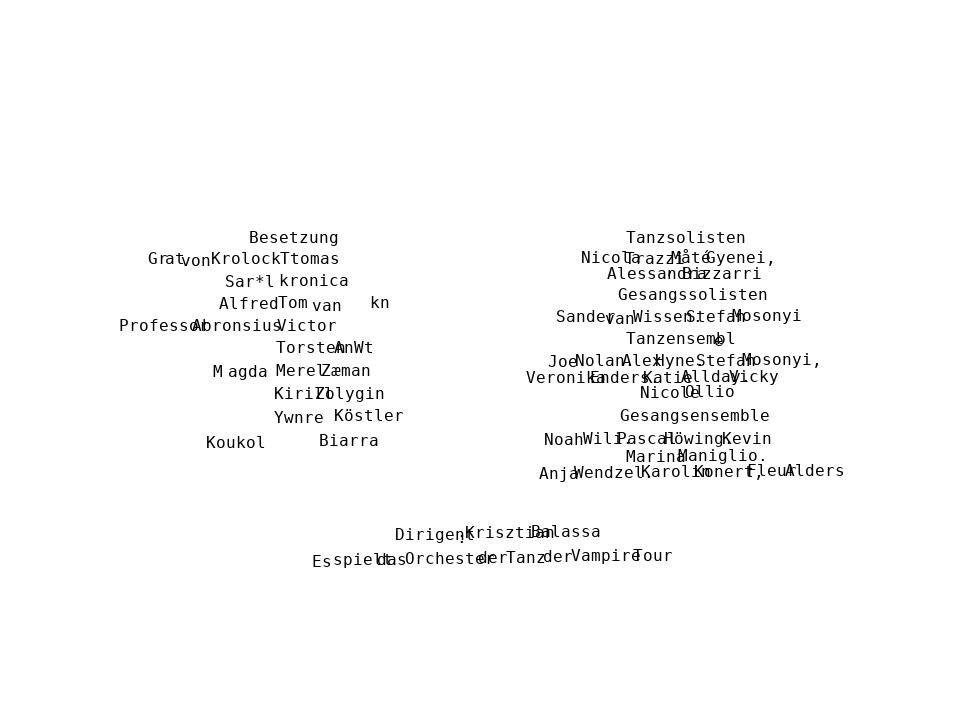 Besetzung
Grat von Krolock Ttomas
Sar*l kronica
Alfred Tom van kn
Professor Abronsius Victor
Torsten AnWt
M agda Merel Zæman
Kirill Zolygin
Ywnre Köstler
Koukol Biarra
Tanzsolisten
Nicola Trazzi Måté Gyenei,
Alessandra Bizzarri
Gesangssolisten
Sander van Wissen. Stefan Mosonyi
Tanzensembl e
Joe Nolan Alex Hyne. Stefan Mosonyi,
Veronika Enders. Katie Allday. Vicky
Nicole Ollio
Gesangsensemble
Noah Wili. Pascal Höwing. Kevin
Marina Maniglio.
Anja Wendzel. Karolin Konert, Fleur Alders
Dirigent : Krisztian Balassa
Es spielt das Orchester der Tanz der Vampire Tour